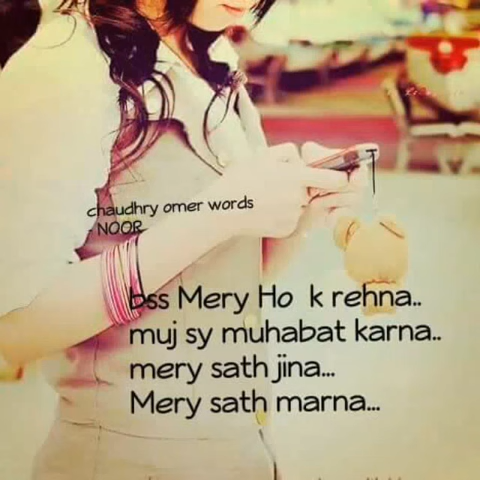 chaudhry omer words
- NOOR
bss Mery Ho k rehna..
muj sy muhabat karna..
mery sath jina...
Mery sath marna...